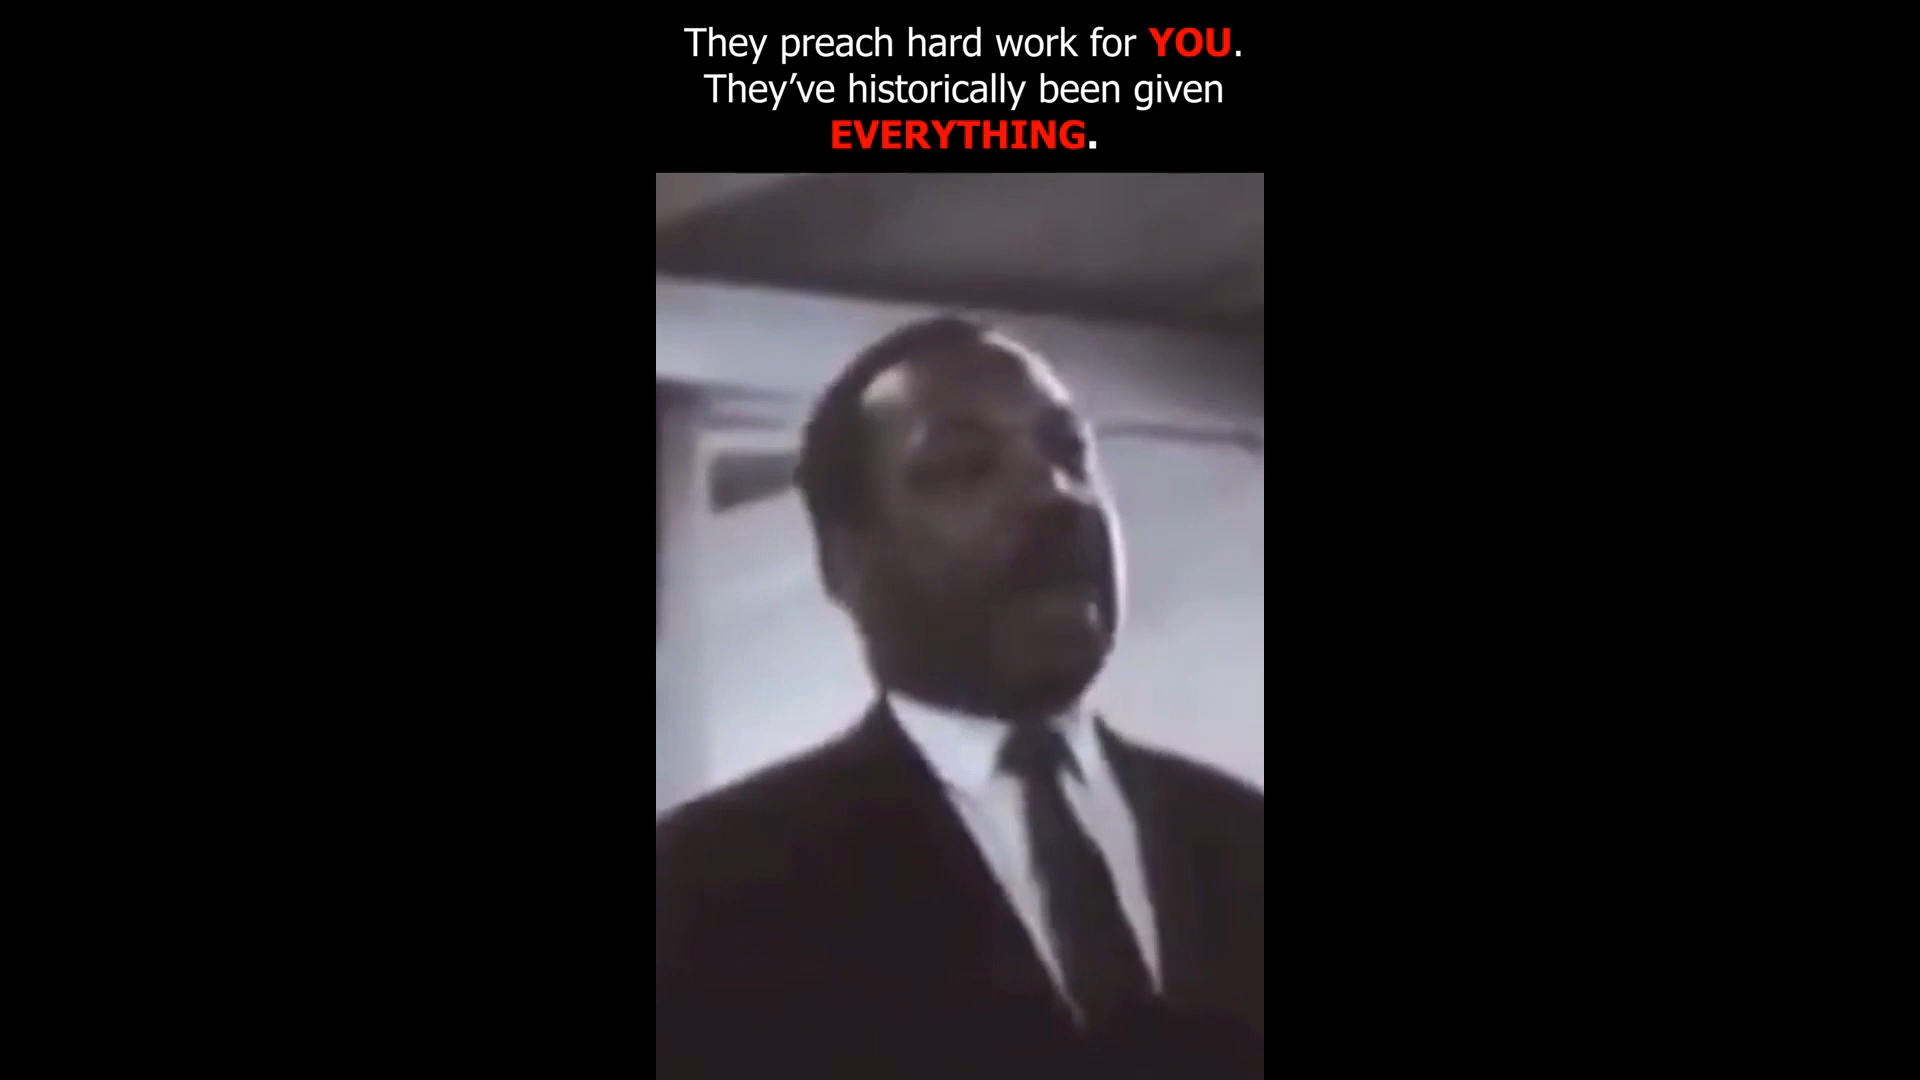 They preach hard work for YOU.
They’ve historically been given
EVERYTHING.